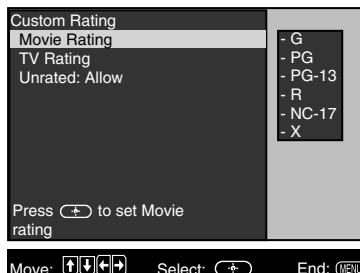 Custom Rating
Movie Rating
TV Rating
Unrated: Allow
- G
- PG
- PG-13
- R
- NC-17
- X
Press to set Movie
rating
Move: Select: End: MENU